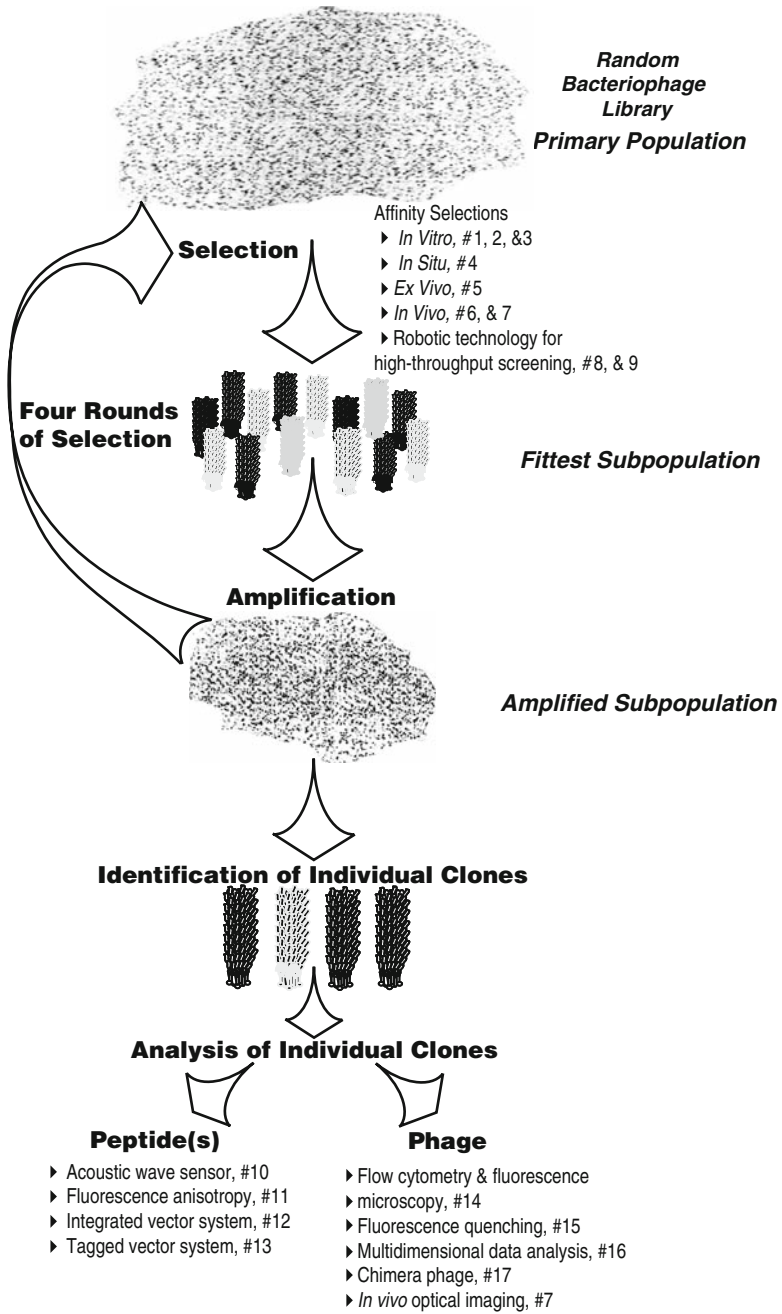 Random
Bacteriophage
Library
Primary Population
Affinity Selections
▸ In Vitro, #1, 2, &3
▸ In Situ, #4
▸ Ex Vivo, #5
▸ In Vivo, #6, & 7
▸ Robotic technology for
high-throughput screening, #8, & 9
Selection
Four Rounds
of Selection
Fittest Subpopulation
Amplification
Amplified Subpopulation
Identification of Individual Clones
Analysis of Individual Clones
Peptide(s)
▸ Acoustic wave sensor, #10
▸ Fluorescence anisotropy, #11
▸ Integrated vector system, #12
▸ Tagged vector system, #13
Phage
▸ Flow cytometry & fluorescence
▸ microscopy, #14
▸ Fluorescence quenching, #15
▸ Multidimensional data analysis, #16
▸ Chimera phage, #17
▸ In vivo optical imaging, #7